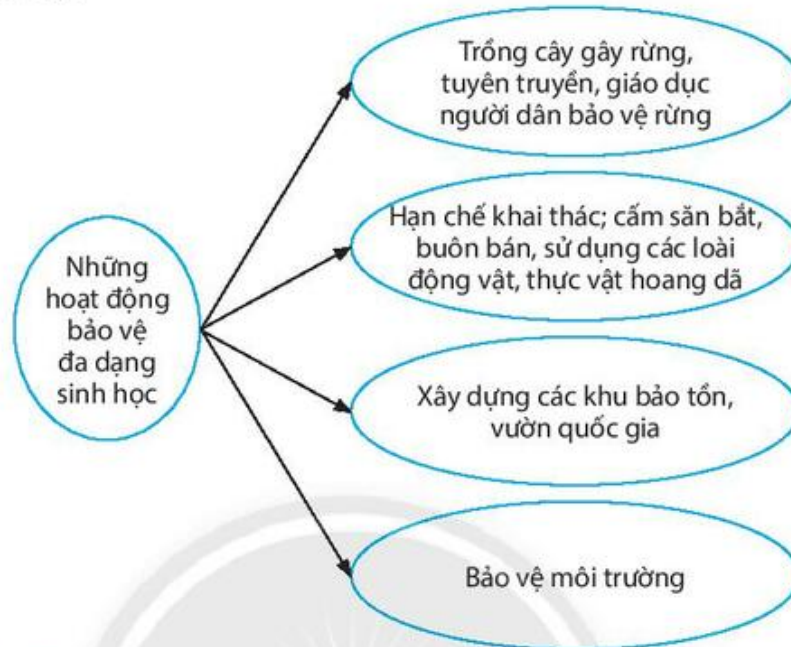 Những
hoạt động
bảo vệ
đa dạng
sinh học
Trồng cây gây rừng,
tuyên truyền, giáo dục
người dân bảo vệ rừng
Hạn chế khai thác; cấm săn bắt,
buôn bán, sử dụng các loài
động vật, thực vật hoang dã
Xây dựng các khu bảo tồn,
vườn quốc gia
Bảo vệ môi trường